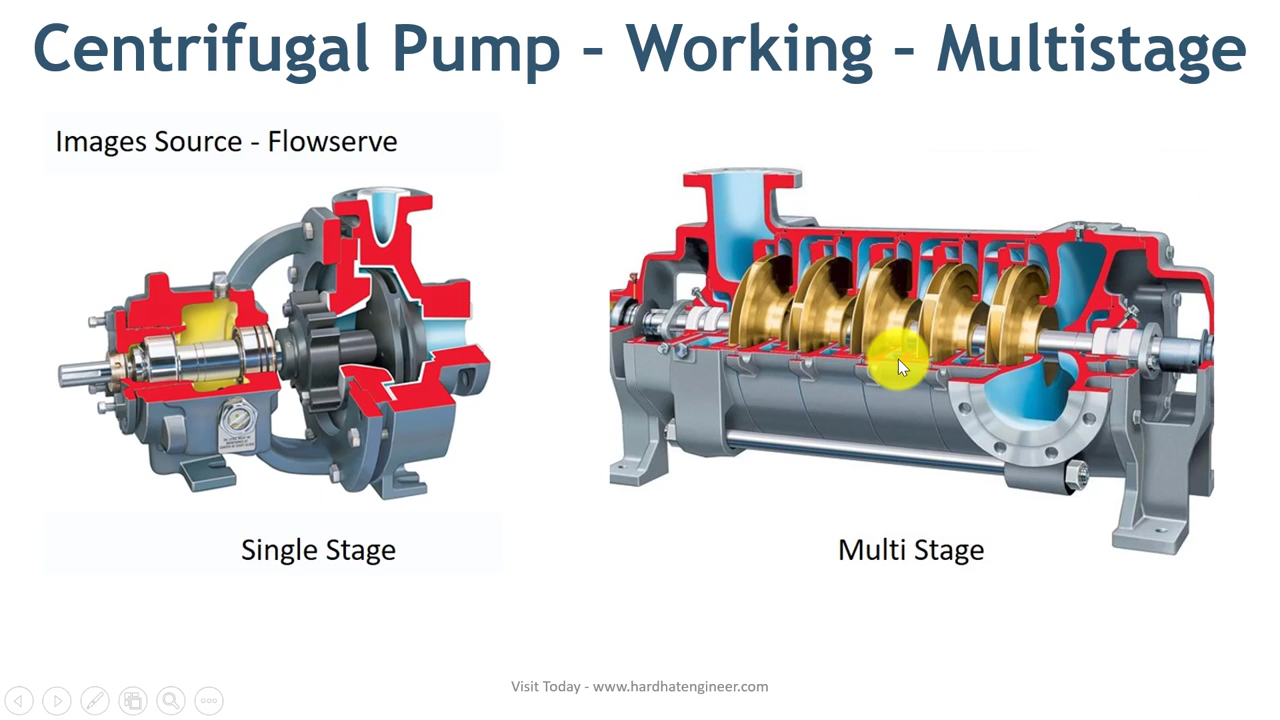 Centrifugal Pump – Working – Multistage
Images Source - Flowserve
Single Stage
Multi Stage
Visit Today - www.hardhatengineer.com